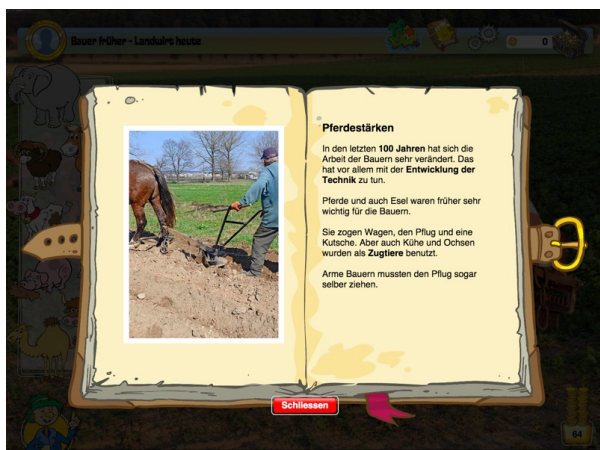 Bauer früher - Landwirt heute
0
Pferdestärken
In den letzten 100 Jahren hat sich die
Arbeit der Bauern sehr verändert. Das
hat vor allem mit der Entwicklung der
Technik zu tun.
Pferde und auch Esel waren früher sehr
wichtig für die Bauern.
Sie zogen Wagen, den Pflug und eine
Kutsche. Aber auch Kühe und Ochsen
wurden als Zugtiere benutzt.
Arme Bauern mussten den Pflug sogar
selber ziehen.
Schliessen
64